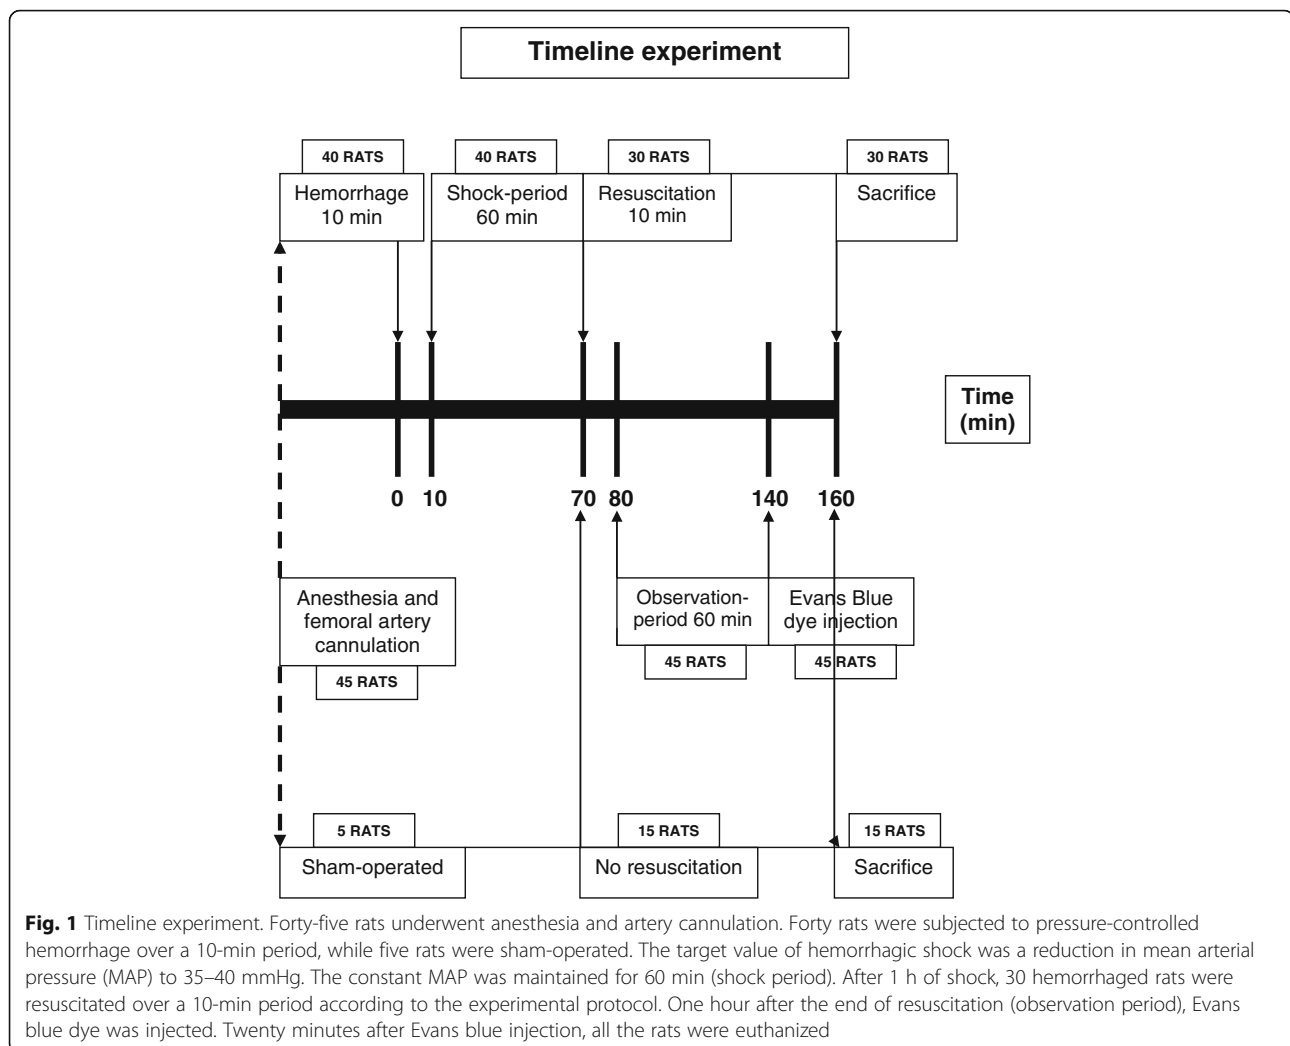 Timeline experiment
40 RATS
40 RATS
30 RATS
30 RATS
Hemorrhage
10 min
Shock-period
60 min
Resuscitation
10 min
Sacrifice
Time
(min)
0
10
70
80
140
160
Anesthesia and
femoral artery
cannulation
45 RATS
Observation-
period 60 min
45 RATS
Evans Blue
dye injection
45 RATS
5 RATS
15 RATS
15 RATS
Sham-operated
No resuscitation
Sacrifice
Fig. 1 Timeline experiment. Forty-five rats underwent anesthesia and artery cannulation. Forty rats were subjected to pressure-controlled
hemorrhage over a 10-min period, while five rats were sham-operated. The target value of hemorrhagic shock was a reduction in mean arterial
pressure (MAP) to 35–40 mmHg. The constant MAP was maintained for 60 min (shock period). After 1 h of shock, 30 hemorrhaged rats were
resuscitated over a 10-min period according to the experimental protocol. One hour after the end of resuscitation (observation period), Evans
blue dye was injected. Twenty minutes after Evans blue injection, all the rats were euthanized